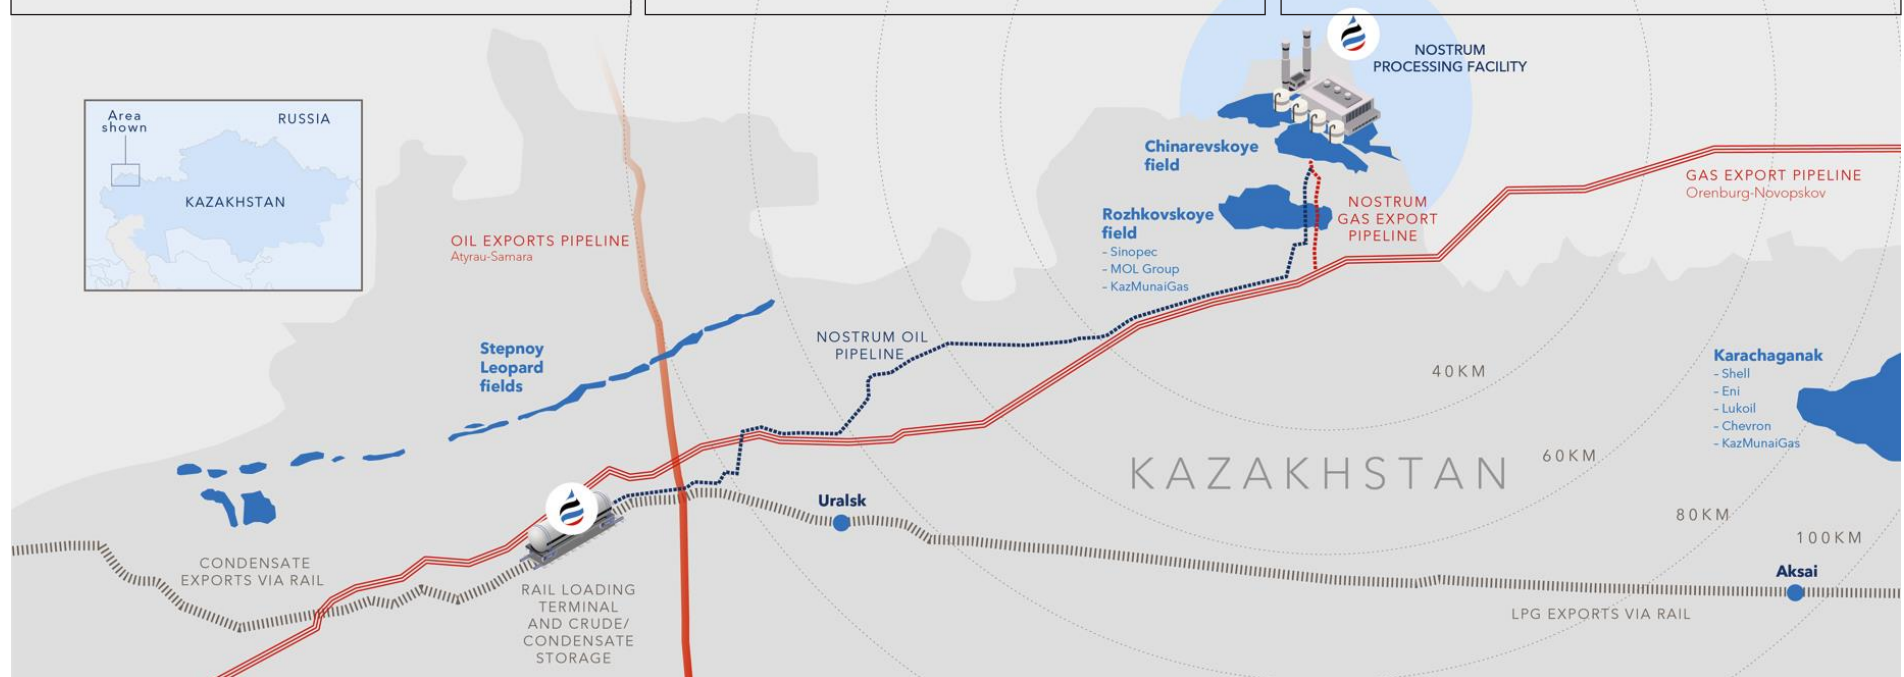 NOSTRUM
PROCESSING FACILITY
Area
shown
RUSSIA
KAZAKHSTAN
Chinarevskoye
field
GAS EXPORT PIPELINE
Orenburg-Novopskov
NOSTRUM
GAS EXPORT
PIPELINE
Rozhkovskoye
field
- Sinopec
- MOL Group
- KazMunaiGas
OIL EXPORTS PIPELINE
Atyrau-Samara
NOSTRUM OIL
PIPELINE
Stepnoy
Leopard
fields
40KM
Karachaganak
- Shell
- Eni
- Lukoil
- Chevron
- KazMunaiGas
KAZAKHSTAN
60KM
Uralsk
80KM
100KM
CONDENSATE
EXPORTS VIA RAIL
Aksai
RAIL LOADING
TERMINAL
AND CRUDE/
CONDENSATE
STORAGE
LPG EXPORTS VIA RAIL